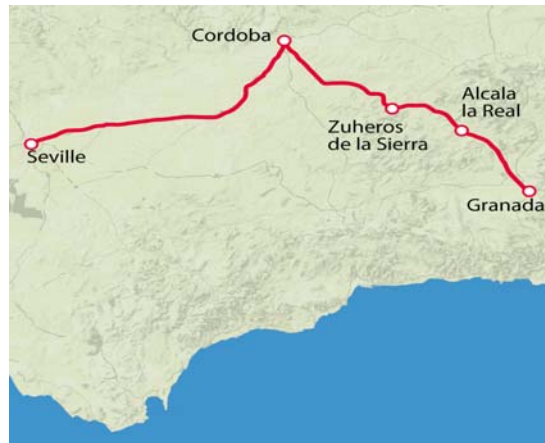 Cordoba
Alcala
la Real
Zuheros
de la Sierra
Seville
Granada